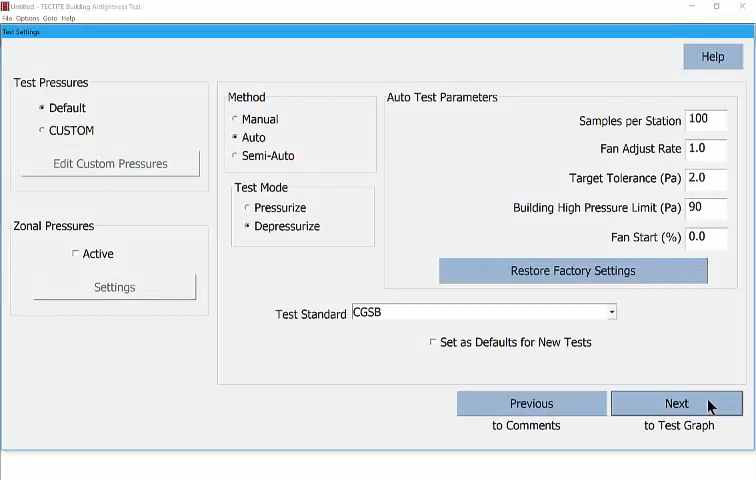 Untitled - TECTITE Building Airtightness Test
File Options Goto Help
Test Settings
Help
Test Pressures
Default
CUSTOM
Edit Custom Pressures
Zonal Pressures
Active
Settings
Method
Manual
Auto
Semi-Auto
Test Mode
Pressurize
Depressurize
Auto Test Parameters
Samples per Station 100
Fan Adjust Rate 1.0
Target Tolerance (Pa) 2.0
Building High Pressure Limit (Pa) 90
Fan Start (%) 0.0
Restore Factory Settings
Test Standard CGSB
Set as Defaults for New Tests
Previous
to Comments
Next
to Test Graph